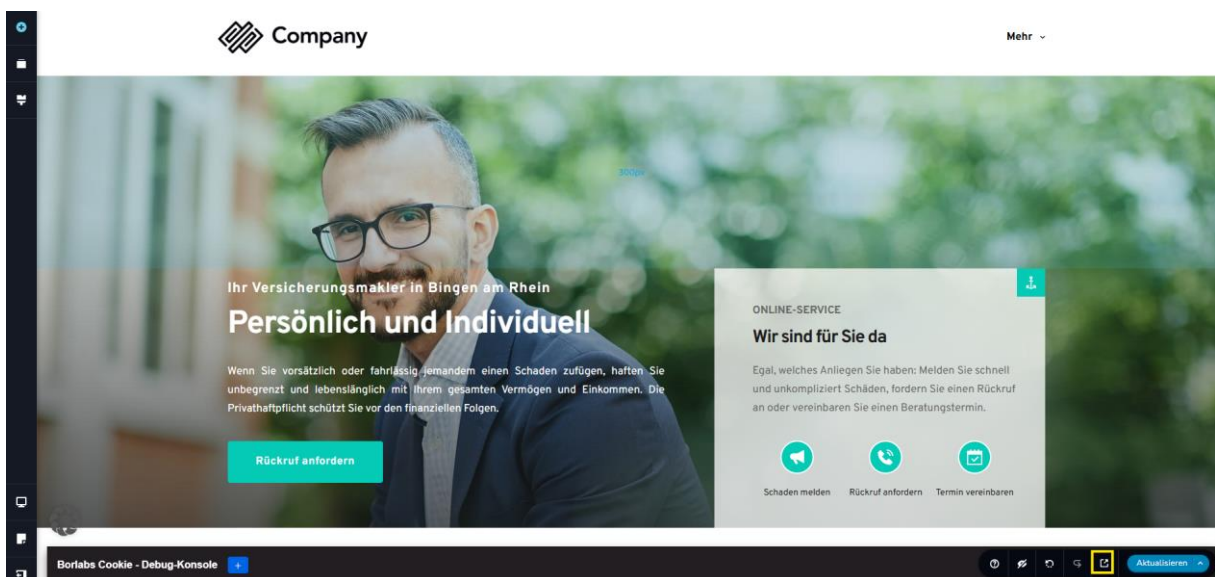 Company
Mehr
300px
Ihr Versicherungsmakler in Bingen am Rhein
Persönlich und Individuell
Wenn Sie vorsätzlich oder fahrlässig jemandem einen Schaden zufügen, haften Sie
unbegrenzt und lebenslänglich mit Ihrem gesamten Vermögen und Einkommen. Die
Privathaftpflicht schützt Sie vor den finanziellen Folgen.
Rückruf anfordern
ONLINE-SERVICE
Wir sind für Sie da
Egal, welches Anliegen Sie haben: Melden Sie schnell
und unkompliziert Schäden, fordern Sie einen Rückruf
an oder vereinbaren Sie einen Beratungstermin.
Schaden melden
Rückruf anfordern
Termin vereinbaren
Borlabs Cookie - Debug-Konsole
Aktualisieren